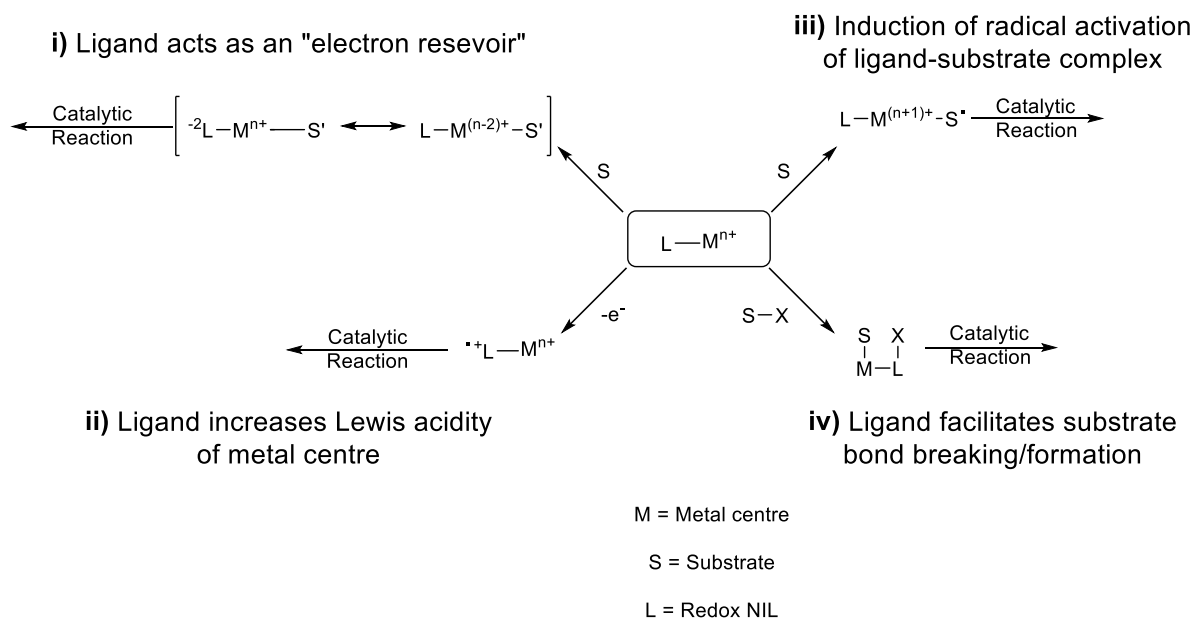 i) Ligand acts as an "electron resevoir"
Catalytic
Reaction
⁻²L–Mⁿ⁺—S'
L–M⁽ⁿ⁻²⁾⁺–S'
S
iii) Induction of radical activation
of ligand-substrate complex
S
L–M⁽ⁿ⁺¹⁾⁺-S•
Catalytic
Reaction
L—Mⁿ⁺
ii) Ligand increases Lewis acidity
of metal centre
-e⁻
•⁺L—Mⁿ⁺
Catalytic
Reaction
S–X
S X
M–L
Catalytic
Reaction
iv) Ligand facilitates substrate
bond breaking/formation
M = Metal centre
S = Substrate
L = Redox NIL